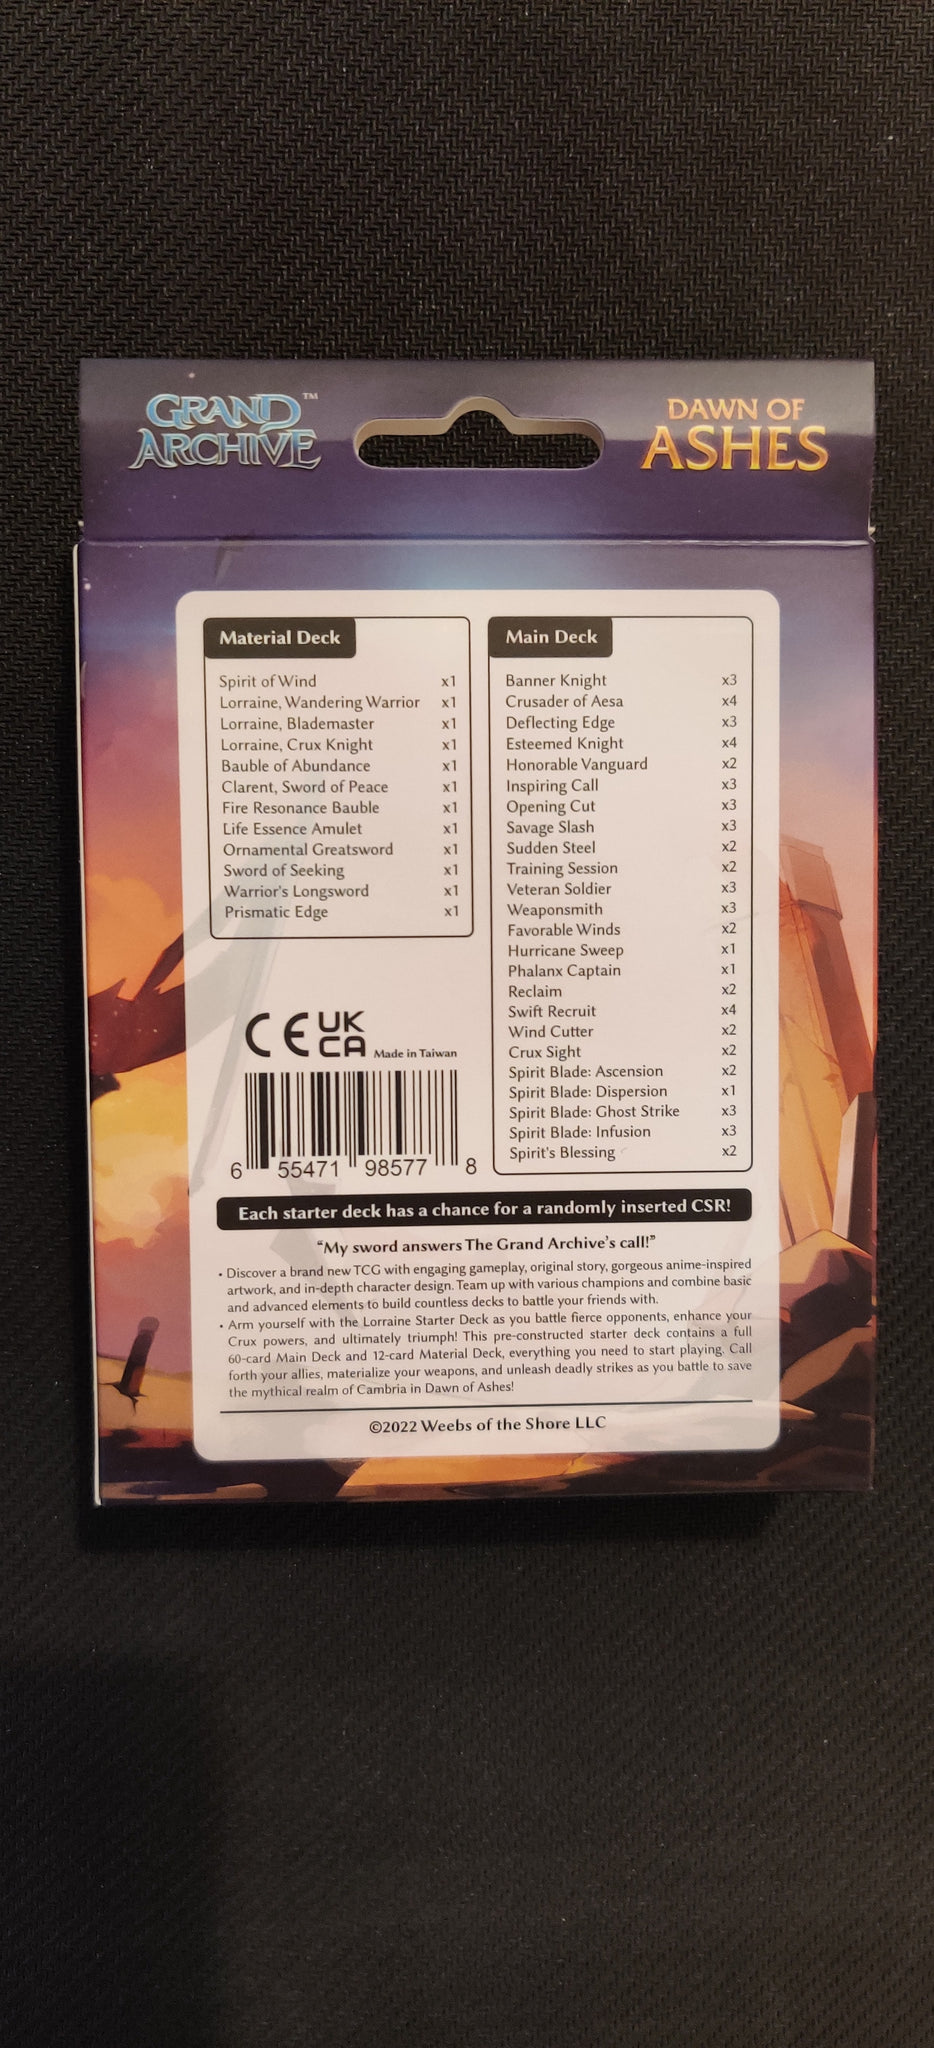 GRAND™
ARCHIVE
DAWN OF
ASHES
Material Deck
Spirit of Wind x1
Lorraine, Wandering Warrior x1
Lorraine, Blademaster x1
Lorraine, Crux Knight x1
Bauble of Abundance x1
Clarent, Sword of Peace x1
Fire Resonance Bauble x1
Life Essence Amulet x1
Ornamental Greatsword x1
Sword of Seeking x1
Warrior's Longsword x1
Prismatic Edge x1
Main Deck
Banner Knight x3
Crusader of Aesa x4
Deflecting Edge x3
Esteemed Knight x4
Honorable Vanguard x2
Inspiring Call x3
Opening Cut x3
Savage Slash x3
Sudden Steel x2
Training Session x2
Veteran Soldier x3
Weaponsmith x3
Favorable Winds x2
Hurricane Sweep x1
Phalanx Captain x1
Reclaim x2
Swift Recruit x4
Wind Cutter x2
Crux Sight x2
Spirit Blade: Ascension x2
Spirit Blade: Dispersion x1
Spirit Blade: Ghost Strike x3
Spirit Blade: Infusion x3
Spirit's Blessing x2
CE UK
CA Made in Taiwan
6 55471 98577 8
Each starter deck has a chance for a randomly inserted CSR!
"My sword answers The Grand Archive's call!"
• Discover a brand new TCG with engaging gameplay, original story, gorgeous anime-inspired
artwork, and in-depth character design. Team up with various champions and combine basic
and advanced elements to build countless decks to battle your friends with.
• Arm yourself with the Lorraine Starter Deck as you battle fierce opponents, enhance your
Crux powers, and ultimately triumph! This pre-constructed starter deck contains a full
60-card Main Deck and 12-card Material Deck, everything you need to start playing. Call
forth your allies, materialize your weapons, and unleash deadly strikes as you battle to save
the mythical realm of Cambria in Dawn of Ashes!
©2022 Weebs of the Shore LLC